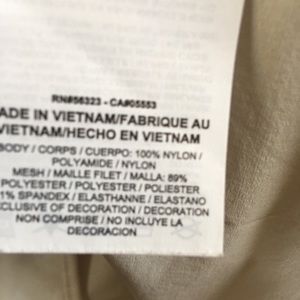 RN#56323 - CA#05553
MADE IN VIETNAM/FABRIQUE AU
VIETNAM/HECHO EN VIETNAM
BODY / CORPS / CUERPO: 100% NYLON /
POLYAMIDE / NYLON
MESH / MAILLE FILET / MALLA: 89%
POLYESTER / POLYESTER / POLIESTER
11% SPANDEX / ELASTHANNE / ELASTANO
EXCLUSIVE OF DECORATION / DECORATION
NON COMPRISE / NO INCLUYE LA
DECORACION